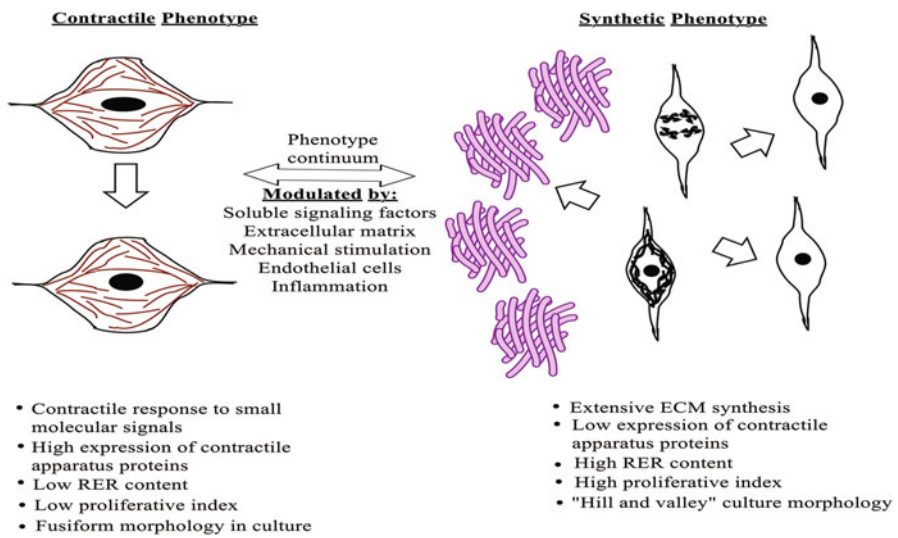 Contractile Phenotype
Synthetic Phenotype
Phenotype
continuum
Modulated by:
Soluble signaling factors
Extracellular matrix
Mechanical stimulation
Endothelial cells
Inflammation
• Contractile response to small
molecular signals
• High expression of contractile
apparatus proteins
• Low RER content
• Low proliferative index
• Fusiform morphology in culture
• Extensive ECM synthesis
• Low expression of contractile
apparatus proteins
• High RER content
• High proliferative index
• "Hill and valley" culture morphology